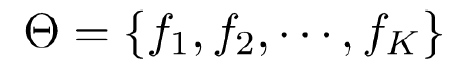 Θ = {f₁, f₂, ⋯ , f_K}